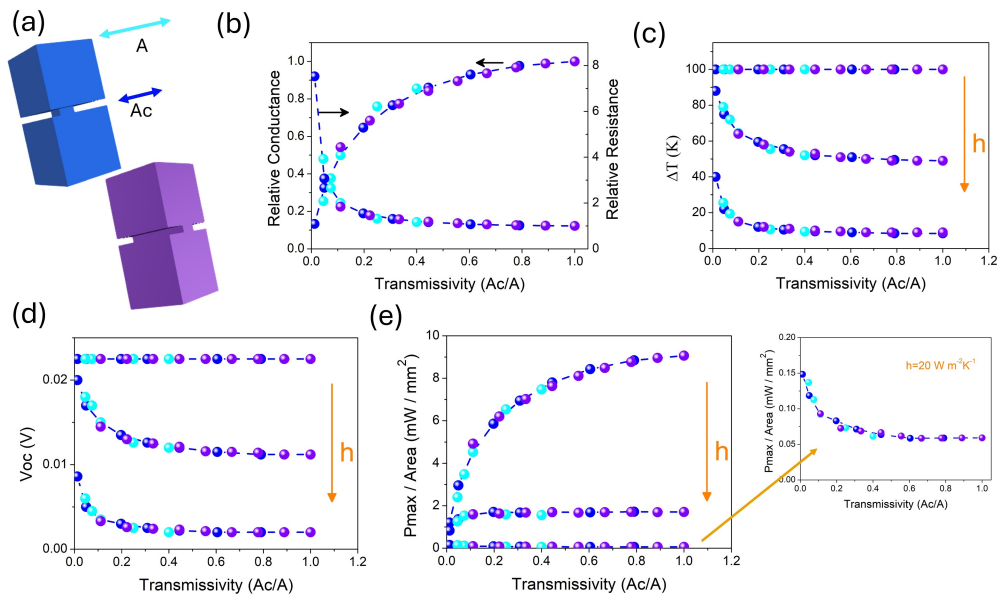 (a)
A
Ac
(b)
1.0
0.8
0.6
0.4
0.2
0.0
Relative Conductance
8
6
4
2
0
Relative Resistance
0.0 0.2 0.4 0.6 0.8 1.0
Transmissivity (Ac/A)
(c)
100
80
60
40
20
0
ΔT (K)
h
0.0 0.2 0.4 0.6 0.8 1.0 1.2
Transmissivity (Ac/A)
(d)
0.02
0.01
0.00
Voc (V)
h
0.0 0.2 0.4 0.6 0.8 1.0 1.2
Transmissivity (Ac/A)
(e)
10
8
6
4
2
0
Pmax / Area (mW / mm²)
h
0.0 0.2 0.4 0.6 0.8 1.0 1.2
Transmissivity (Ac/A)
0.20
0.15
0.10
0.05
0.00
Pmax / Area (mW / mm²)
h=20 W m⁻²K⁻¹
0.0 0.2 0.4 0.6 0.8 1.0
Transmissivity (Ac/A)